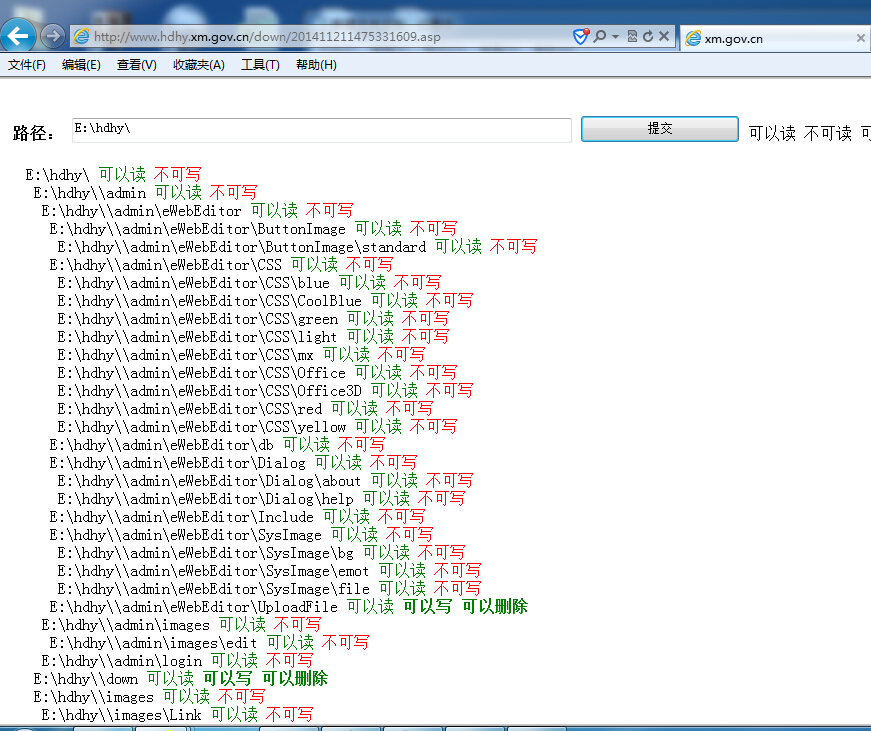 http://www.hdhy.xm.gov.cn/down/201411211475331609.asp
xm.gov.cn
文件(F) 编辑(E) 查看(V) 收藏夹(A) 工具(T) 帮助(H)
路径： E:\hdhy\ 提交 可以读 不可读
E:\hdhy\ 可以读 不可写
E:\hdhy\\admin 可以读 不可写
E:\hdhy\\admin\eWebEditor 可以读 不可写
E:\hdhy\\admin\eWebEditor\ButtonImage 可以读 不可写
E:\hdhy\\admin\eWebEditor\ButtonImage\standard 可以读 不可写
E:\hdhy\\admin\eWebEditor\CSS 可以读 不可写
E:\hdhy\\admin\eWebEditor\CSS\blue 可以读 不可写
E:\hdhy\\admin\eWebEditor\CSS\CoolBlue 可以读 不可写
E:\hdhy\\admin\eWebEditor\CSS\green 可以读 不可写
E:\hdhy\\admin\eWebEditor\CSS\light 可以读 不可写
E:\hdhy\\admin\eWebEditor\CSS\mx 可以读 不可写
E:\hdhy\\admin\eWebEditor\CSS\Office 可以读 不可写
E:\hdhy\\admin\eWebEditor\CSS\Office3D 可以读 不可写
E:\hdhy\\admin\eWebEditor\CSS\red 可以读 不可写
E:\hdhy\\admin\eWebEditor\CSS\yellow 可以读 不可写
E:\hdhy\\admin\eWebEditor\db 可以读 不可写
E:\hdhy\\admin\eWebEditor\Dialog 可以读 不可写
E:\hdhy\\admin\eWebEditor\Dialog\about 可以读 不可写
E:\hdhy\\admin\eWebEditor\Dialog\help 可以读 不可写
E:\hdhy\\admin\eWebEditor\Include 可以读 不可写
E:\hdhy\\admin\eWebEditor\SysImage 可以读 不可写
E:\hdhy\\admin\eWebEditor\SysImage\bg 可以读 不可写
E:\hdhy\\admin\eWebEditor\SysImage\emot 可以读 不可写
E:\hdhy\\admin\eWebEditor\SysImage\file 可以读 不可写
E:\hdhy\\admin\eWebEditor\UploadFile 可以读 可以写 可以删除
E:\hdhy\\admin\images 可以读 不可写
E:\hdhy\\admin\images\edit 可以读 不可写
E:\hdhy\\admin\login 可以读 不可写
E:\hdhy\\down 可以读 可以写 可以删除
E:\hdhy\\images 可以读 不可写
E:\hdhy\\images\Link 可以读 不可写